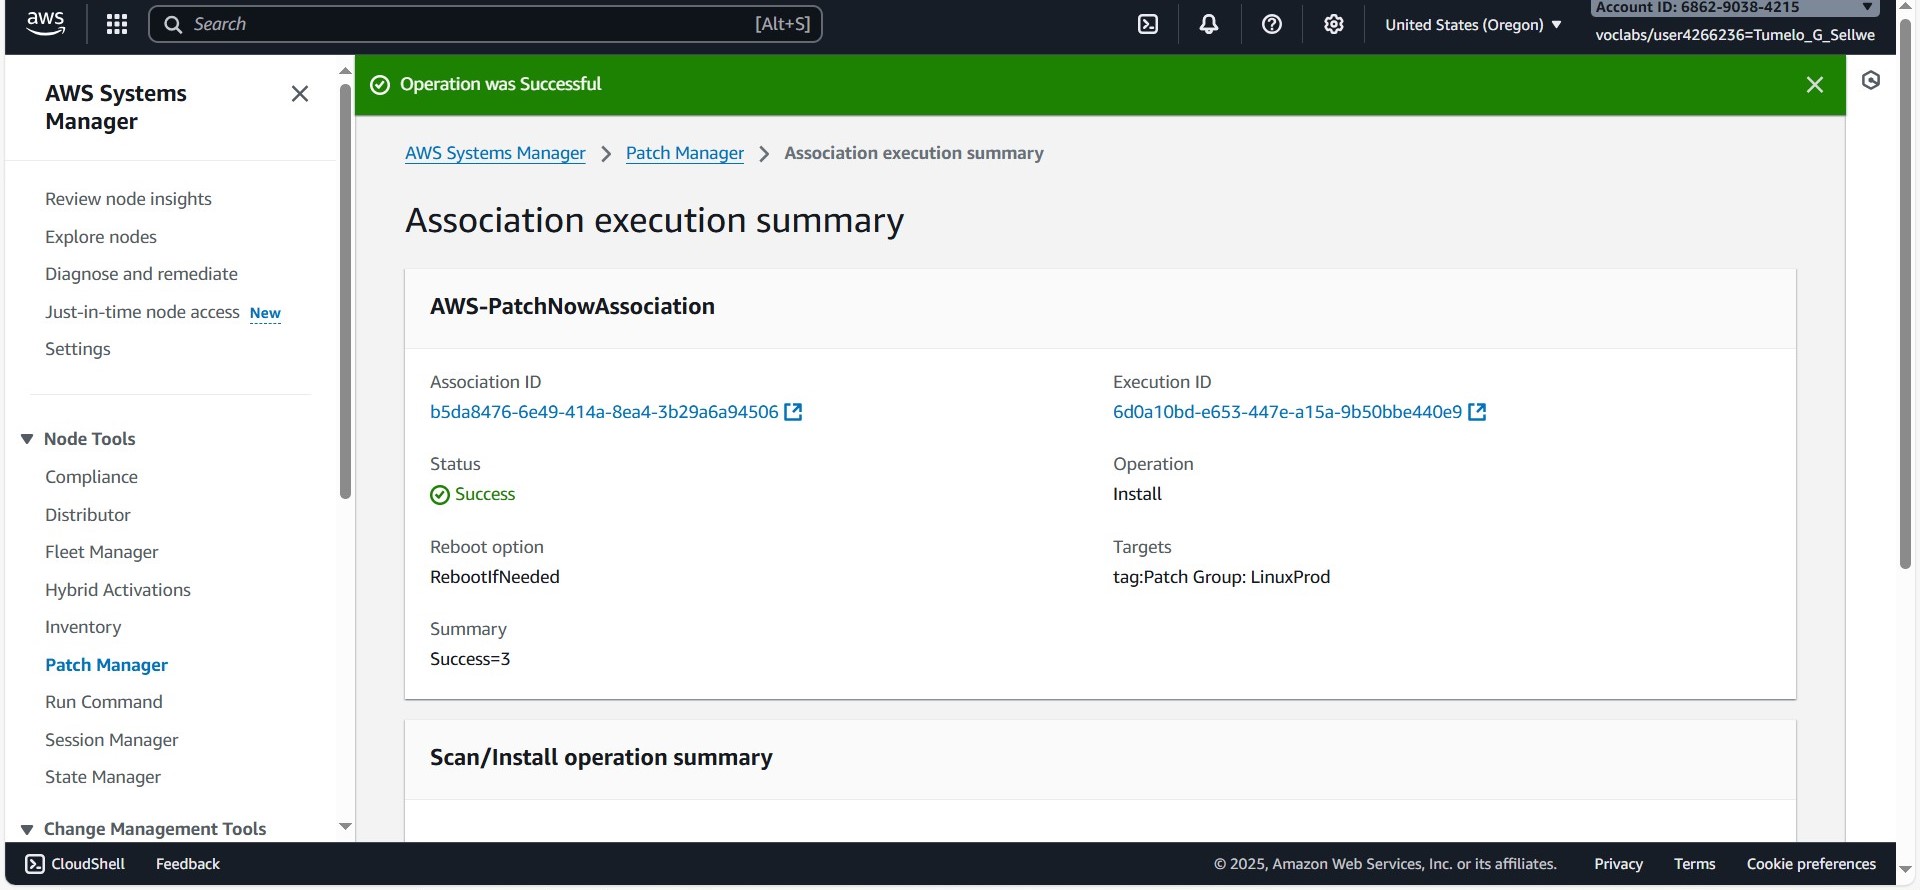 aws
Search
[Alt+S]
United States (Oregon)
Account ID: 6862-9038-4215
voclabs/user4266236=Tumelo_G_Sellwe
AWS Systems
Manager
Review node insights
Explore nodes
Diagnose and remediate
Just-in-time node access New
Settings
Node Tools
Compliance
Distributor
Fleet Manager
Hybrid Activations
Inventory
Patch Manager
Run Command
Session Manager
State Manager
Change Management Tools
Operation was Successful
AWS Systems Manager
Patch Manager
Association execution summary
Association execution summary
AWS-PatchNowAssociation
Association ID
b5da8476-6e49-414a-8ea4-3b29a6a94506
Execution ID
6d0a10bd-e653-447e-a15a-9b50bbe440e9
Status
Success
Operation
Install
Reboot option
RebootIfNeeded
Targets
tag:Patch Group: LinuxProd
Summary
Success=3
Scan/Install operation summary
CloudShell
Feedback
© 2025, Amazon Web Services, Inc. or its affiliates.
Privacy
Terms
Cookie preferences